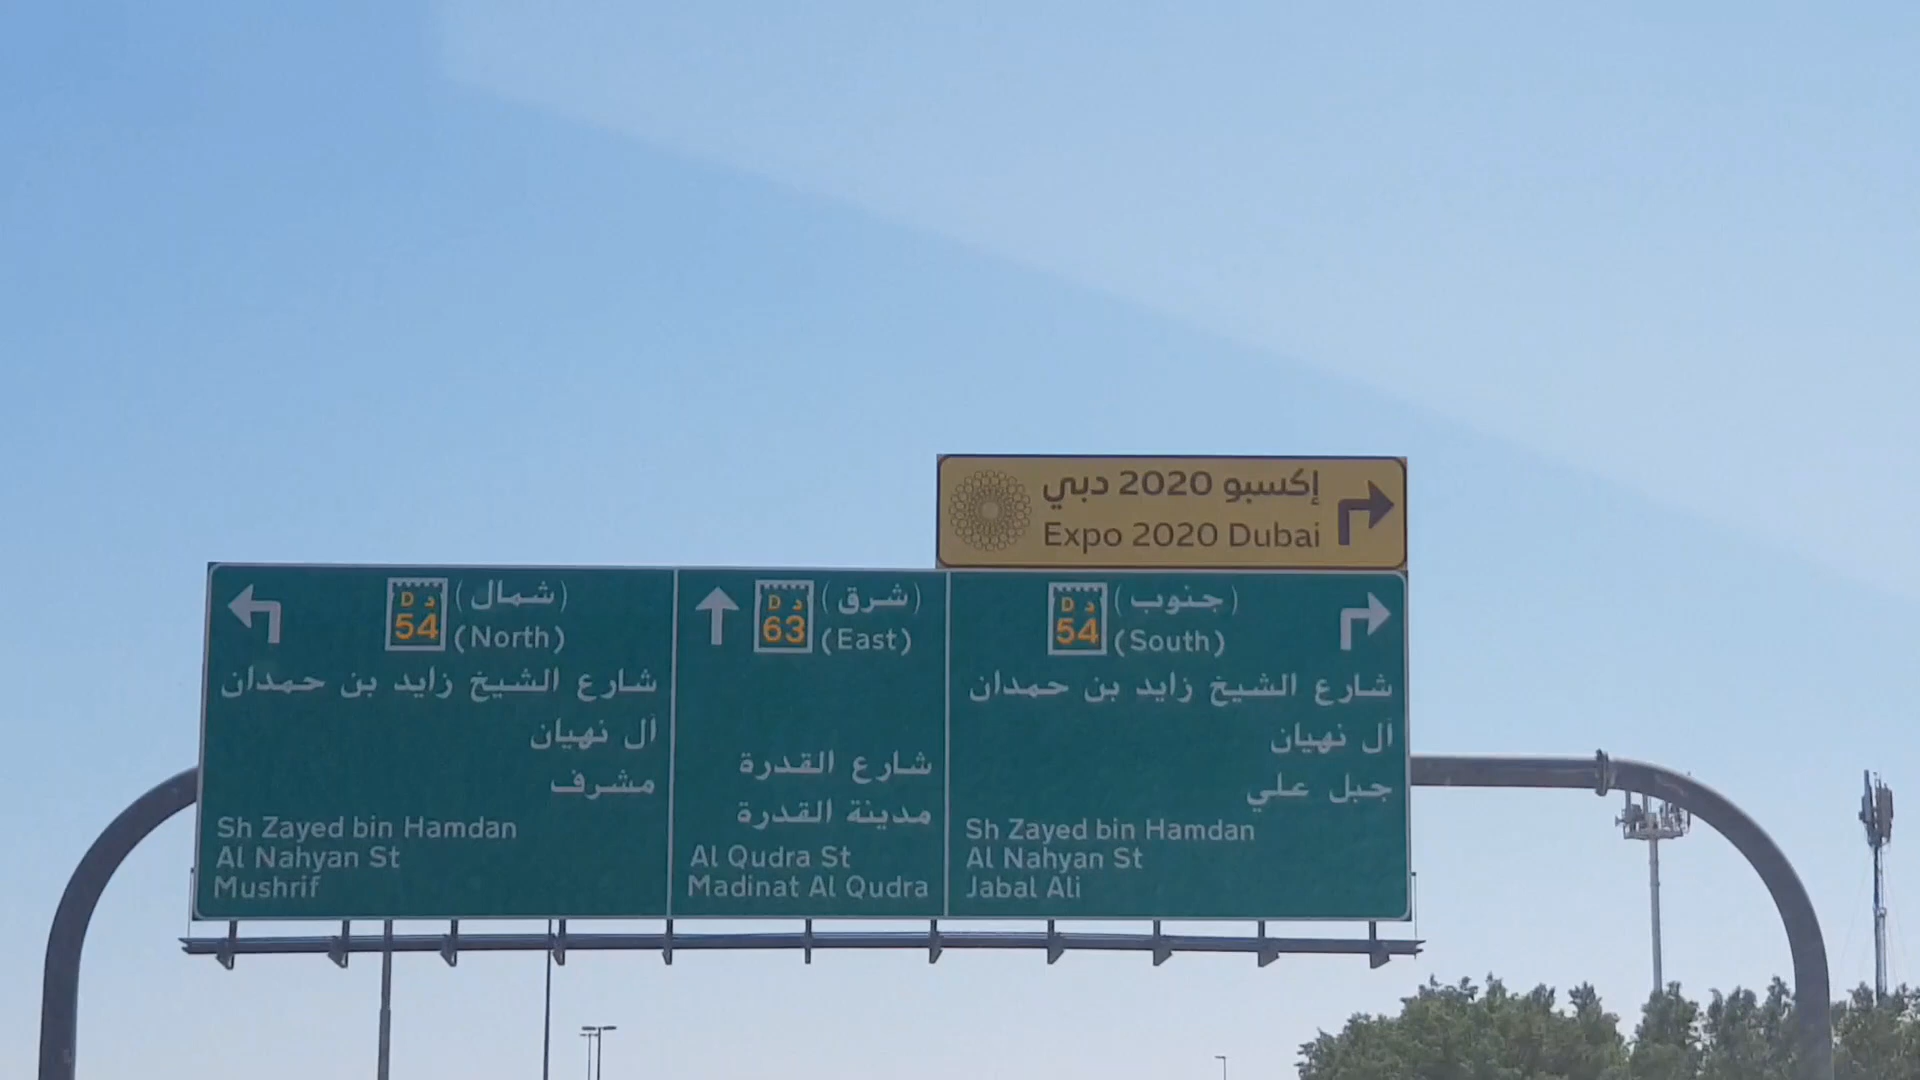 إكسبو 2020 دبي
Expo 2020 Dubai
D د
54
(شمال)
(North)
شارع الشيخ زايد بن حمدان
آل نهيان
مشرف
Sh Zayed bin Hamdan
Al Nahyan St
Mushrif
D د
63
(شرق)
(East)
شارع القدرة
مدينة القدرة
Al Qudra St
Madinat Al Qudra
D د
54
(جنوب)
(South)
شارع الشيخ زايد بن حمدان
آل نهيان
جبل علي
Sh Zayed bin Hamdan
Al Nahyan St
Jabal Ali